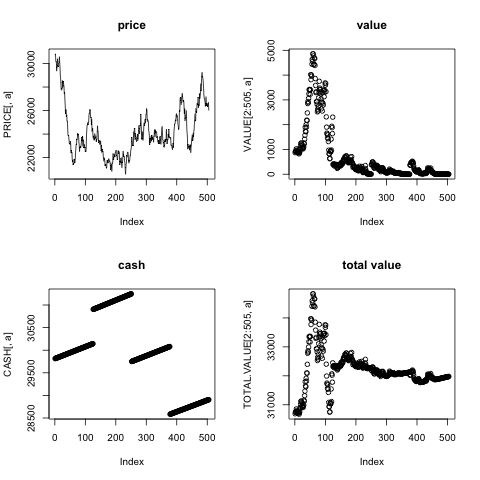 price
PRICE[, a]
22000 26000 30000
0 100 200 300 400 500
Index
value
VALUE[2:505, a]
0 1000 3000 5000
0 100 200 300 400 500
Index
cash
CASH[, a]
28500 29500 30500
0 100 200 300 400 500
Index
total value
TOTAL.VALUE[2:505, a]
31000 33000
0 100 200 300 400 500
Index